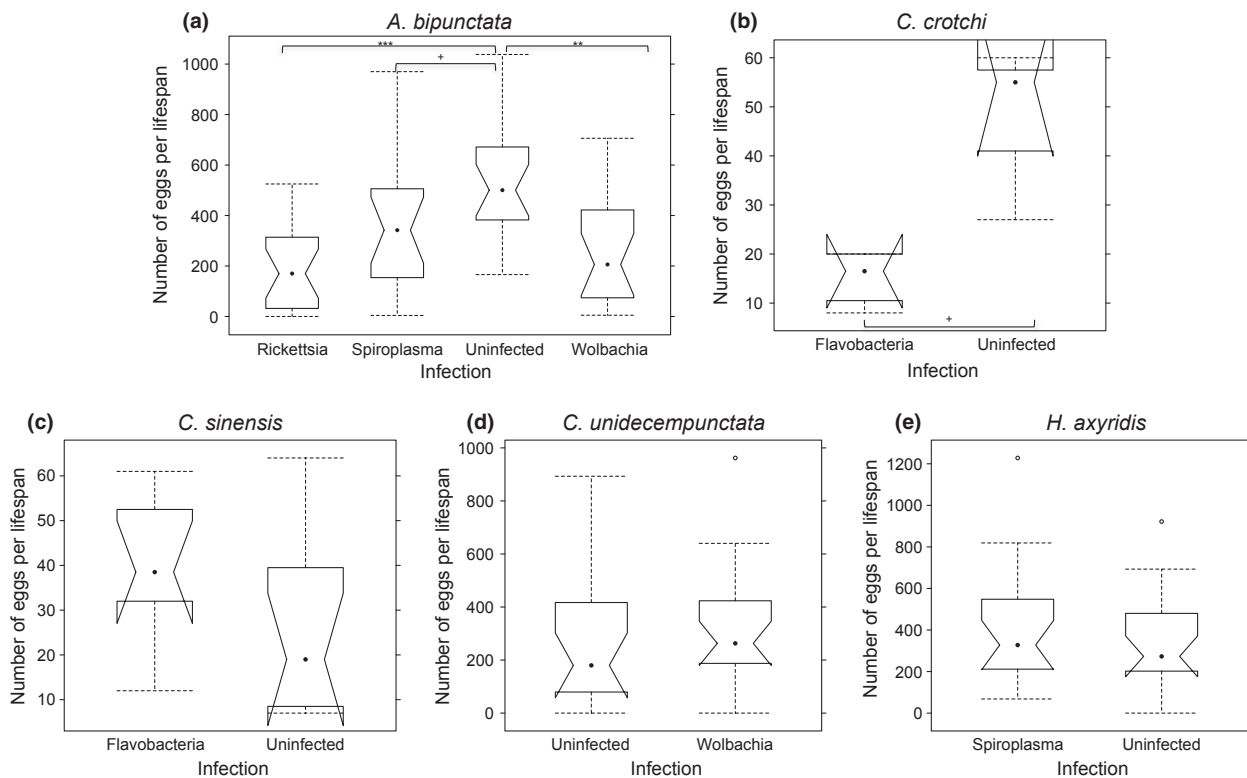 (a) A. bipunctata
Number of eggs per lifespan
1000
800
600
400
200
0
***
**
+
Rickettsia Spiroplasma Uninfected Wolbachia
Infection
(b) C. crotchi
Number of eggs per lifespan
60
50
40
30
20
10
+
Flavobacteria Uninfected
Infection
(c) C. sinensis
Number of eggs per lifespan
60
50
40
30
20
10
Flavobacteria Uninfected
Infection
(d) C. unidecempunctata
Number of eggs per lifespan
1000
800
600
400
200
0
Uninfected Wolbachia
Infection
(e) H. axyridis
Number of eggs per lifespan
1200
1000
800
600
400
200
0
Spiroplasma Uninfected
Infection